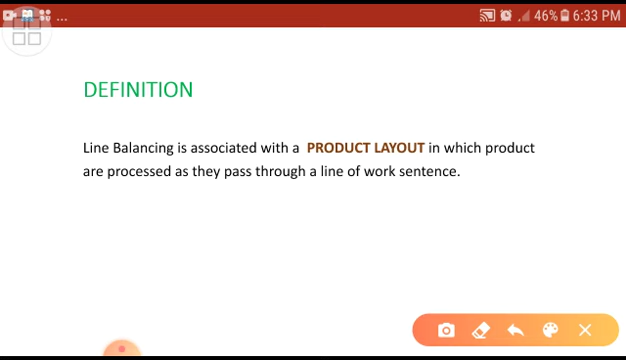 ... 46% 6:33 PM
DEFINITION
Line Balancing is associated with a PRODUCT LAYOUT in which product
are processed as they pass through a line of work sentence.